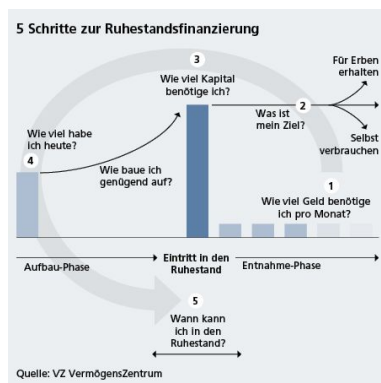 5 Schritte zur Ruhestandsfinanzierung
3
Wie viel Kapital
benötige ich?
Für Erben
erhalten
2
Was ist
mein Ziel?
Selbst
verbrauchen
Wie viel habe
ich heute?
4
Wie baue ich
genügend auf?
1
Wie viel Geld benötige
ich pro Monat?
Aufbau-Phase
Eintritt in den
Ruhestand
Entnahme-Phase
5
Wann kann
ich in den
Ruhestand?
Quelle: VZ VermögensZentrum